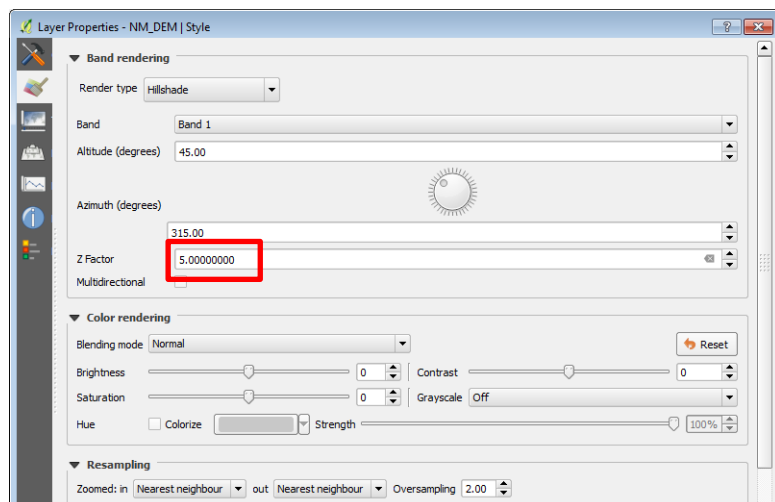 Layer Properties - NM_DEM | Style
Band rendering
Render type Hillshade
Band Band 1
Altitude (degrees) 45.00
Azimuth (degrees)
315.00
Z Factor 5.00000000
Multidirectional
Color rendering
Blending mode Normal Reset
Brightness 0 Contrast 0
Saturation 0 Grayscale Off
Hue Colorize Strength 100%
Resampling
Zoomed: in Nearest neighbour out Nearest neighbour Oversampling 2.00